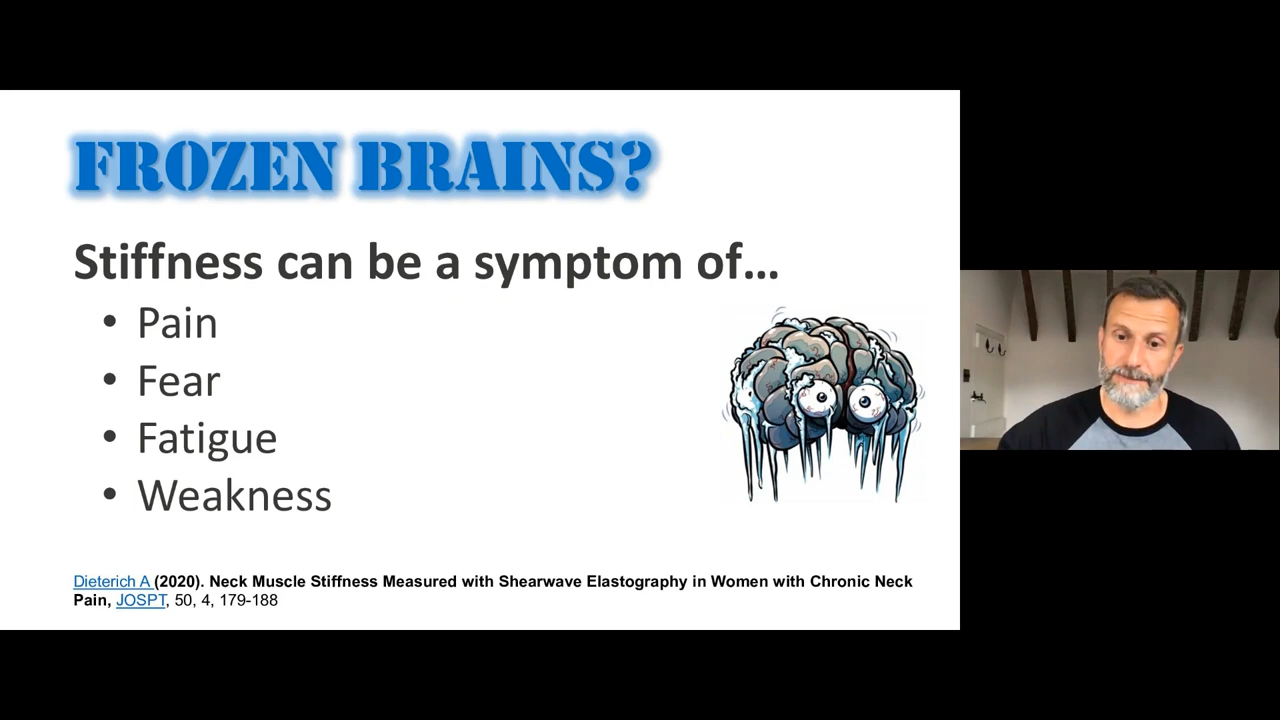 FROZEN BRAINS?
Stiffness can be a symptom of…
• Pain
• Fear
• Fatigue
• Weakness
Dieterich A (2020). Neck Muscle Stiffness Measured with Shearwave Elastography in Women with Chronic Neck
Pain, JOSPT, 50, 4, 179-188